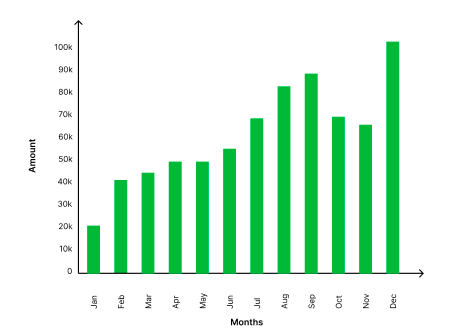 100k
90k
80k
70k
60k
50k
40k
30k
20k
10k
0
Amount
Jan
Feb
Mar
Apr
May
Jun
Jul
Aug
Sep
Oct
Nov
Dec
Months